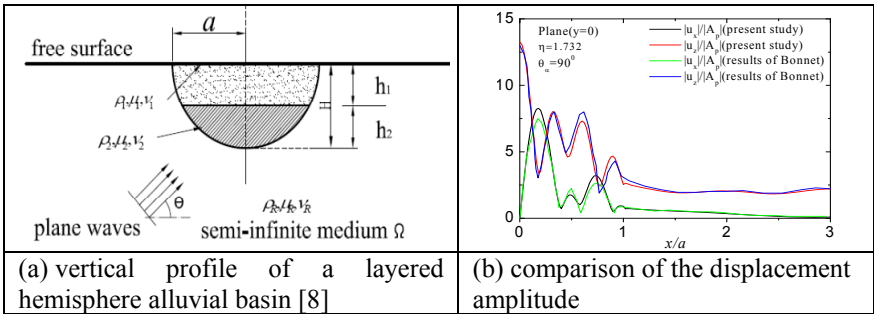 a
free surface
ρ₁,μ₁,ν₁
H
h₁
ρ₂,μ₂,ν₂
h₂
θ
plane waves
ρR,μR,νR
semi-infinite medium Ω
15
10
5
0
0
1
2
3
x/a
Plane(y=0)
η=1.732
θα=90⁰
|uₓ|/|Aₚ|(present study)
|u_z|/|Aₚ|(present study)
|uₓ|/|Aₚ|(results of Bonnet)
|u_z|/|Aₚ|(results of Bonnet)
(a) vertical profile of a layered
hemisphere alluvial basin [8]
(b) comparison of the displacement
amplitude